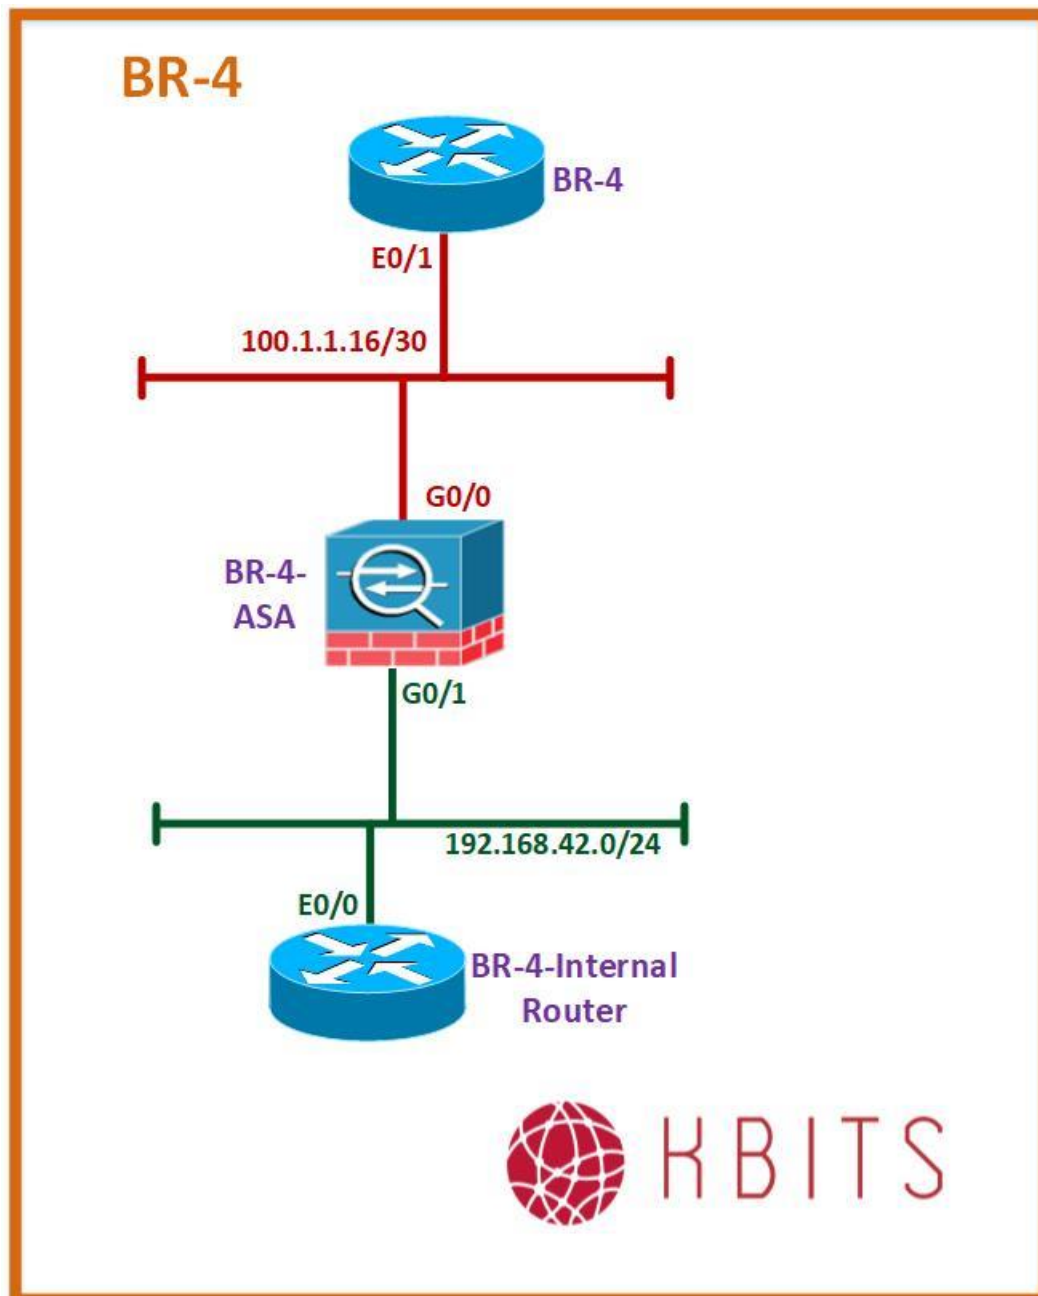 BR-4
BR-4
E0/1
100.1.1.16/30
G0/0
BR-4-
ASA
G0/1
192.168.42.0/24
E0/0
BR-4-Internal
Router
KBITS